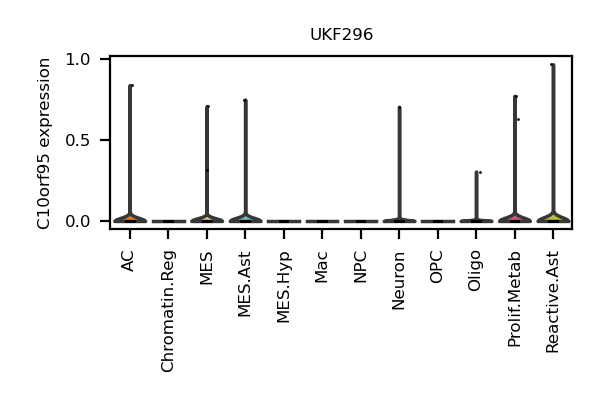 UKF296
C10orf95 expression
1.0
0.5
0.0
AC
Chromatin.Reg
MES
MES.Ast
MES.Hyp
Mac
NPC
Neuron
OPC
Oligo
Prolif.Metab
Reactive.Ast